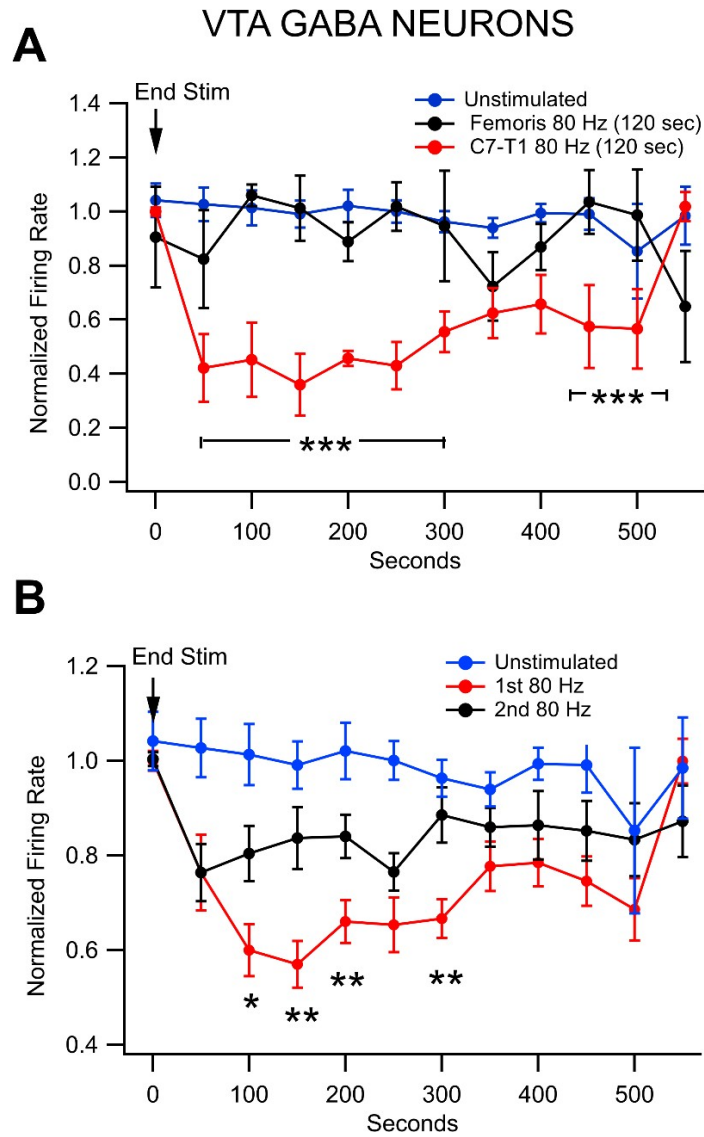 VTA GABA NEURONS
A
End Stim
Unstimulated
Femoris 80 Hz (120 sec)
C7-T1 80 Hz (120 sec)
Normalized Firing Rate
1.4
1.2
1.0
0.8
0.6
0.4
0.2
0.0
***
***
0 100 200 300 400 500
Seconds
B
End Stim
Unstimulated
1st 80 Hz
2nd 80 Hz
Normalized Firing Rate
1.2
1.0
0.8
0.6
0.4
*
**
**
**
0 100 200 300 400 500
Seconds